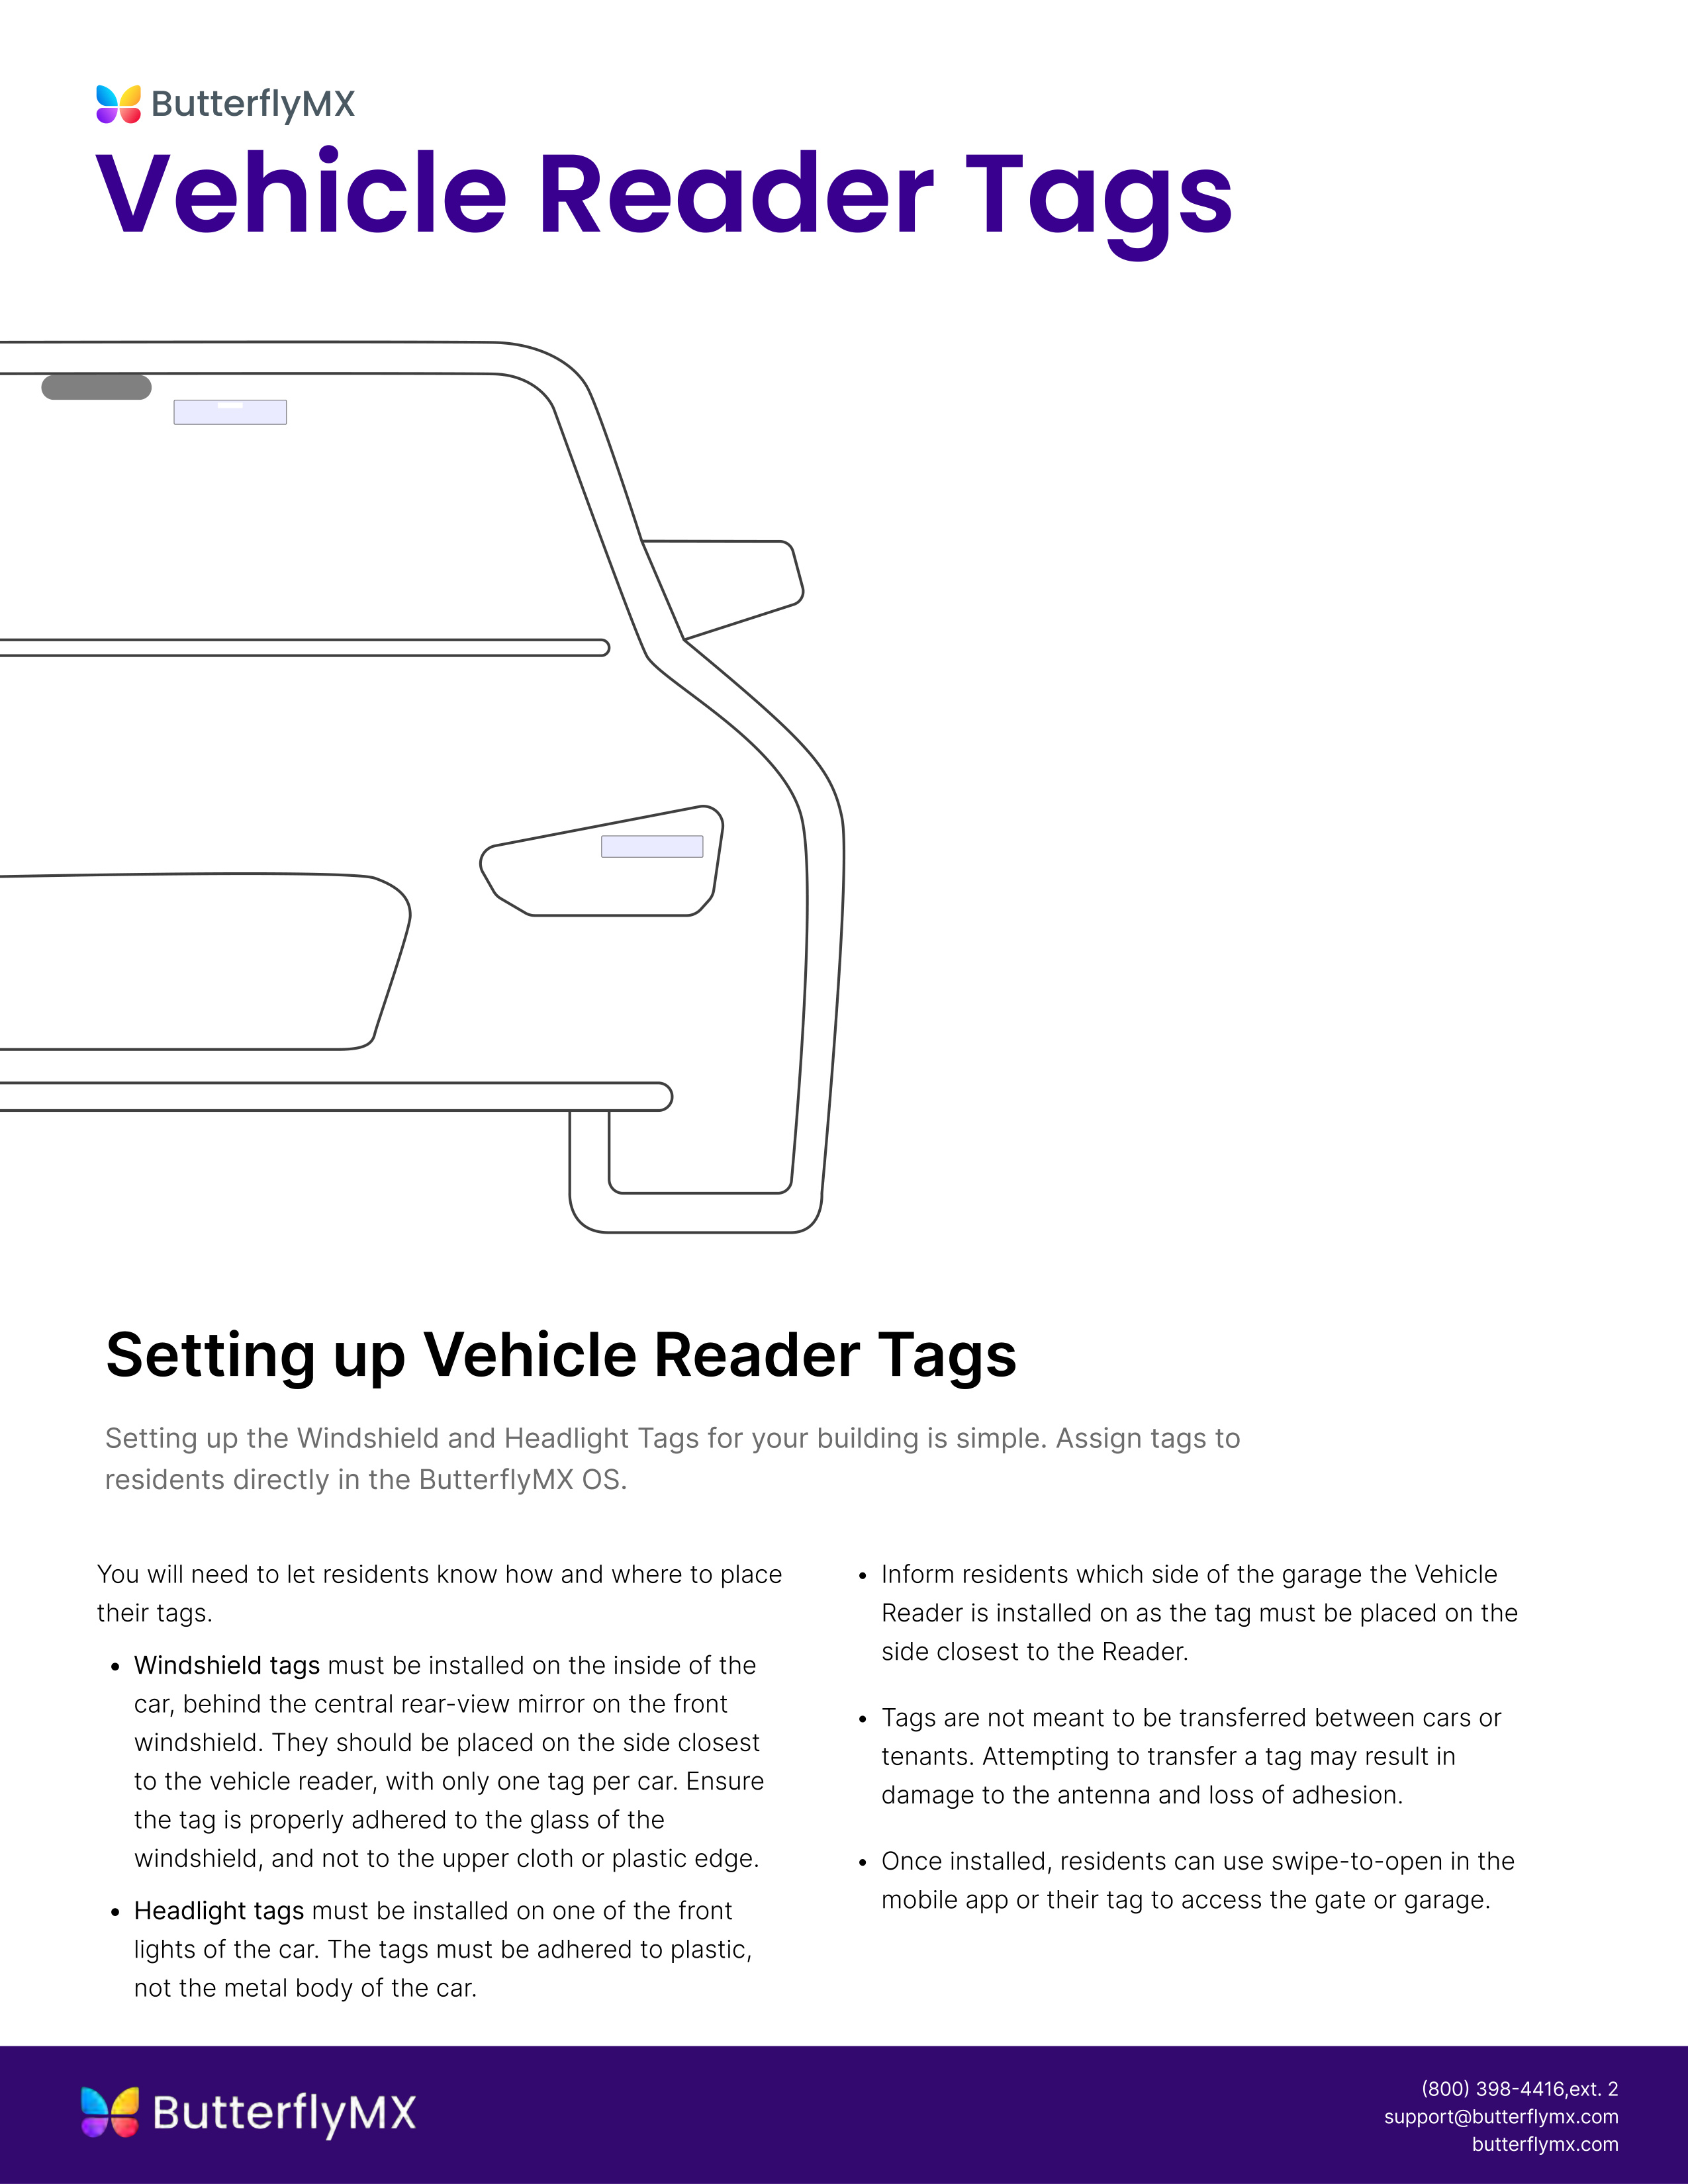 ButterflyMX
Vehicle Reader Tags
Setting up Vehicle Reader Tags
Setting up the Windshield and Headlight Tags for your building is simple. Assign tags to
residents directly in the ButterflyMX OS.
You will need to let residents know how and where to place
their tags.
• Windshield tags must be installed on the inside of the
car, behind the central rear-view mirror on the front
windshield. They should be placed on the side closest
to the vehicle reader, with only one tag per car. Ensure
the tag is properly adhered to the glass of the
windshield, and not to the upper cloth or plastic edge.
• Headlight tags must be installed on one of the front
lights of the car. The tags must be adhered to plastic,
not the metal body of the car.
• Inform residents which side of the garage the Vehicle
Reader is installed on as the tag must be placed on the
side closest to the Reader.
• Tags are not meant to be transferred between cars or
tenants. Attempting to transfer a tag may result in
damage to the antenna and loss of adhesion.
• Once installed, residents can use swipe-to-open in the
mobile app or their tag to access the gate or garage.
ButterflyMX
(800) 398-4416,ext. 2
support@butterflymx.com
butterflymx.com